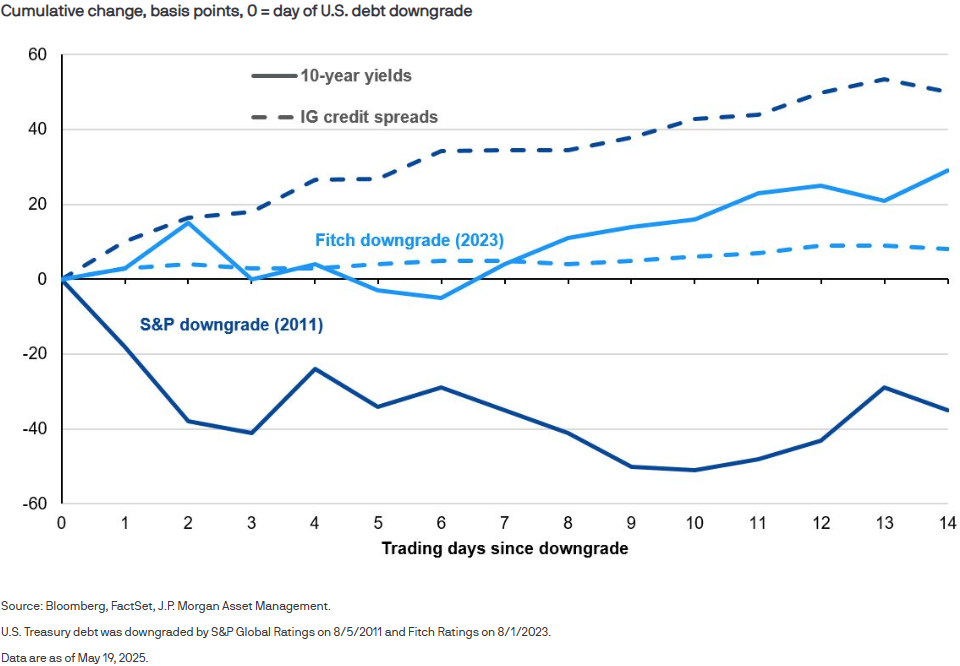 Cumulative change, basis points, 0 = day of U.S. debt downgrade
60
10-year yields
IG credit spreads
40
20
Fitch downgrade (2023)
0
S&P downgrade (2011)
-20
-40
-60
0 1 2 3 4 5 6 7 8 9 10 11 12 13 14
Trading days since downgrade
Source: Bloomberg, FactSet, J.P. Morgan Asset Management.
U.S. Treasury debt was downgraded by S&P Global Ratings on 8/5/2011 and Fitch Ratings on 8/1/2023.
Data are as of May 19, 2025.